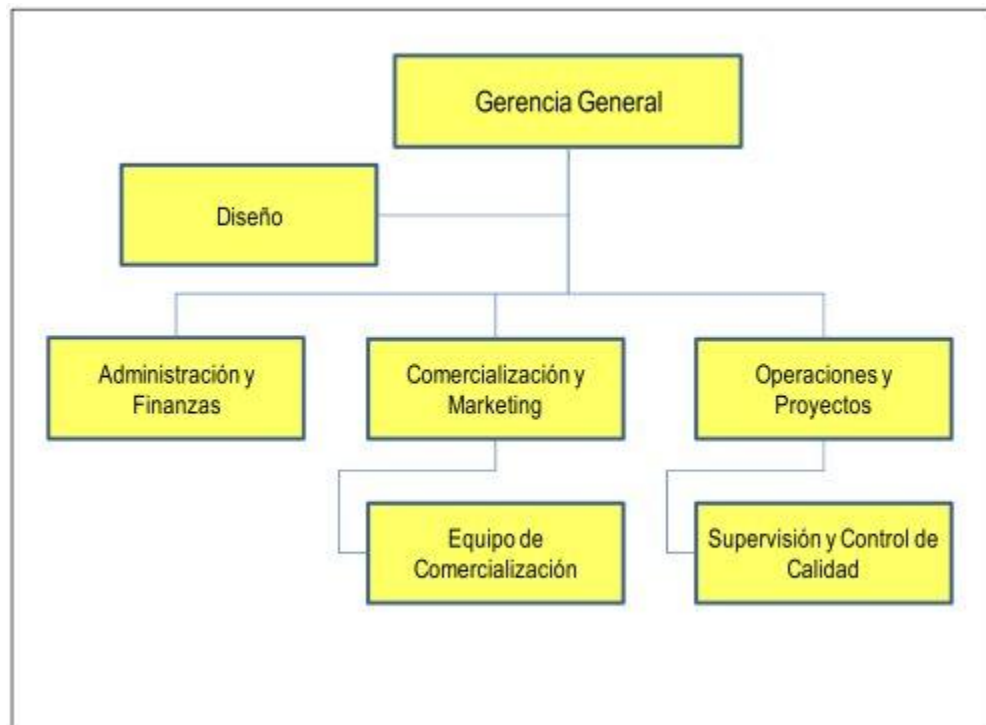 Gerencia General
Diseño
Administración y
Finanzas
Comercialización y
Marketing
Operaciones y
Proyectos
Equipo de
Comercialización
Supervisión y Control de
Calidad